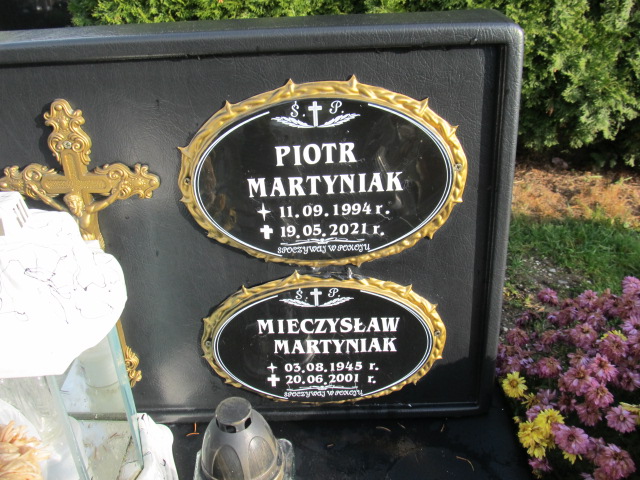 Ś. P.
PIOTR
MARTYNIAK
11.09.1994 r.
19.05.2021 r.
SPOCZYWAJ W POKOJU
Ś. P.
MIECZYSŁAW
MARTYNIAK
03.08.1945 r.
20.06.2001 r.
SPOCZYWAJ W POKOJU